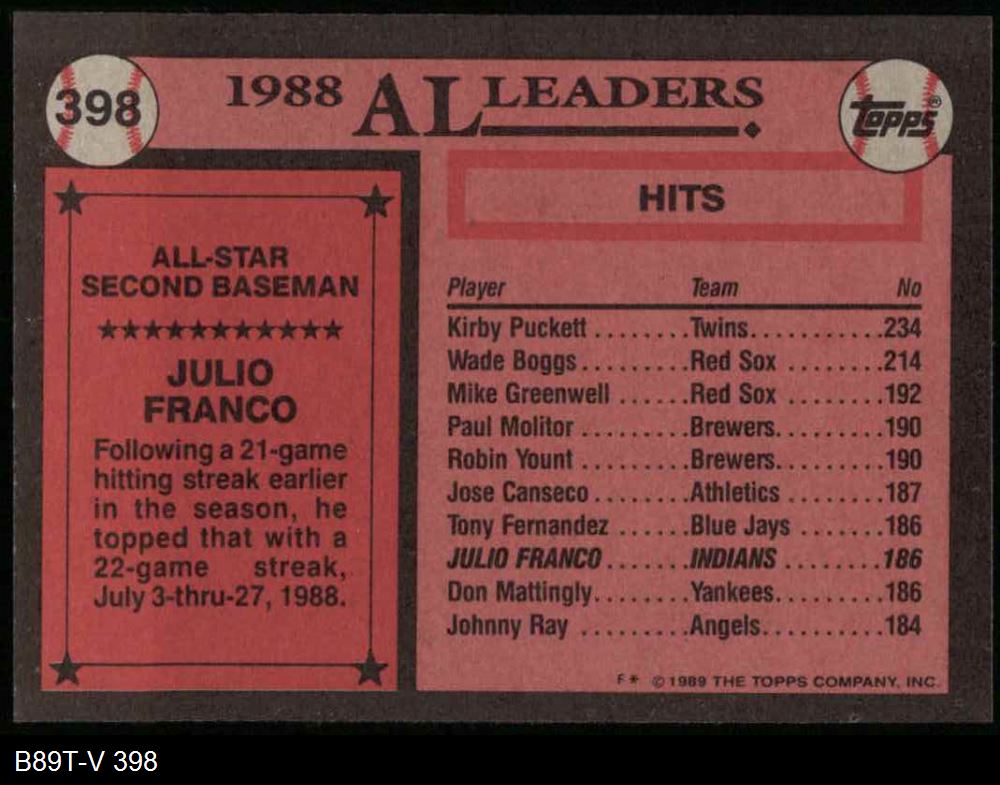 398
1988 AL LEADERS
Topps®
ALL-STAR
SECOND BASEMAN
★★★★★★★★★★★
JULIO
FRANCO
Following a 21-game
hitting streak earlier
in the season, he
topped that with a
22-game streak,
July 3-thru-27, 1988.
HITS
Player Team No
Kirby Puckett ........Twins............234
Wade Boggs..........Red Sox ........214
Mike Greenwell ......Red Sox ........192
Paul Molitor .........Brewers.........190
Robin Yount .........Brewers.........190
Jose Canseco ........Athletics ........187
Tony Fernandez ......Blue Jays .......186
JULIO FRANCO.......INDIANS ........186
Don Mattingly........Yankees.........186
Johnny Ray .........Angels..........184
F* © 1989 THE TOPPS COMPANY, INC.
B89T-V 398